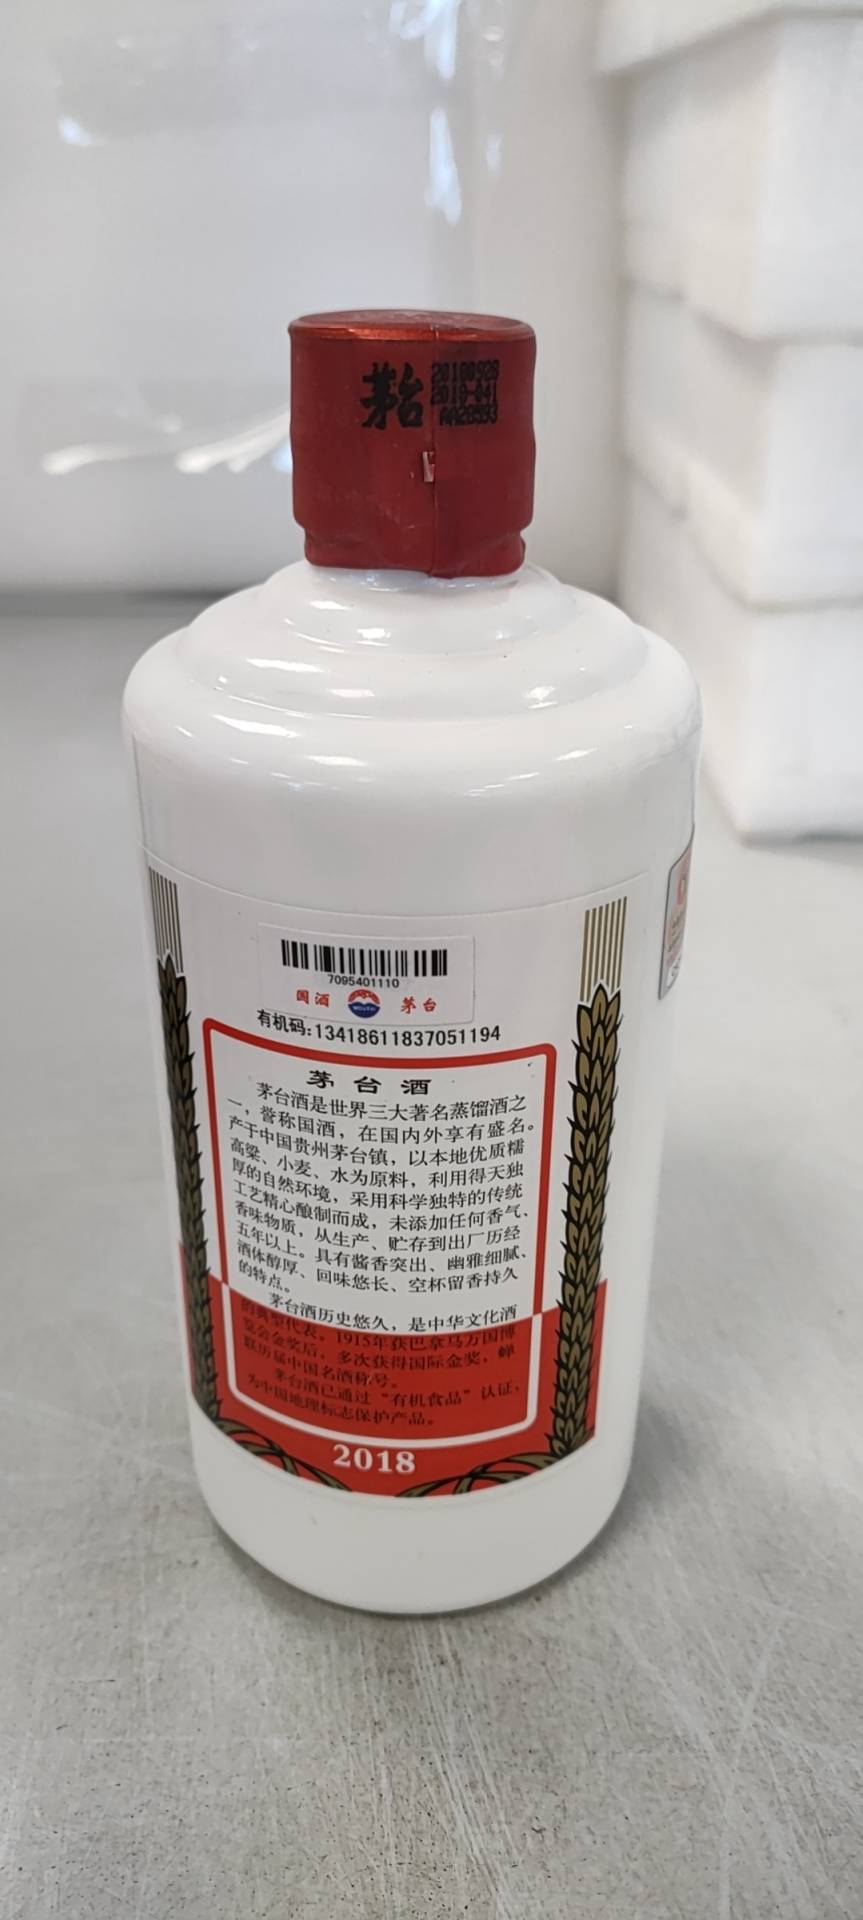 茅台
20180928
2018-041
AA28593
7095401110
国酒 MOUTAI 茅台
有机码:13418611837051194
茅台酒
茅台酒是世界三大著名蒸馏酒之
一，誉称国酒，在国内外享有盛名。
产于中国贵州茅台镇，以本地优质糯
高粱、小麦、水为原料，利用得天独
厚的自然环境，采用科学独特的传统
工艺精心酿制而成，未添加任何香气、
香味物质，从生产、贮存到出厂历经
五年以上。具有酱香突出、幽雅细腻、
酒体醇厚、回味悠长、空杯留香持久
的特点。
茅台酒历史悠久，是中华文化酒
的典型代表。1915年获巴拿马万国博
览会金奖后，多次获得国际金奖，蝉
联历届中国名酒称号。
茅台酒已通过“有机食品”认证，
为中国地理标志保护产品。
2018